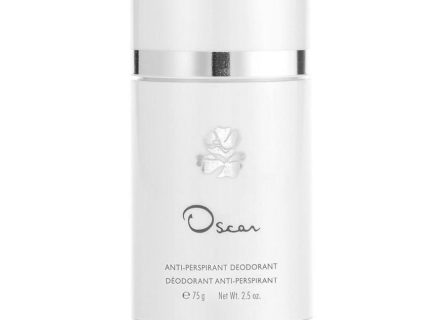 Oscar
ANTI-PERSPIRANT DEODORANT
DÉODORANT ANTI-PERSPIRANT
℮ 75 g Net Wt. 2.5 oz.